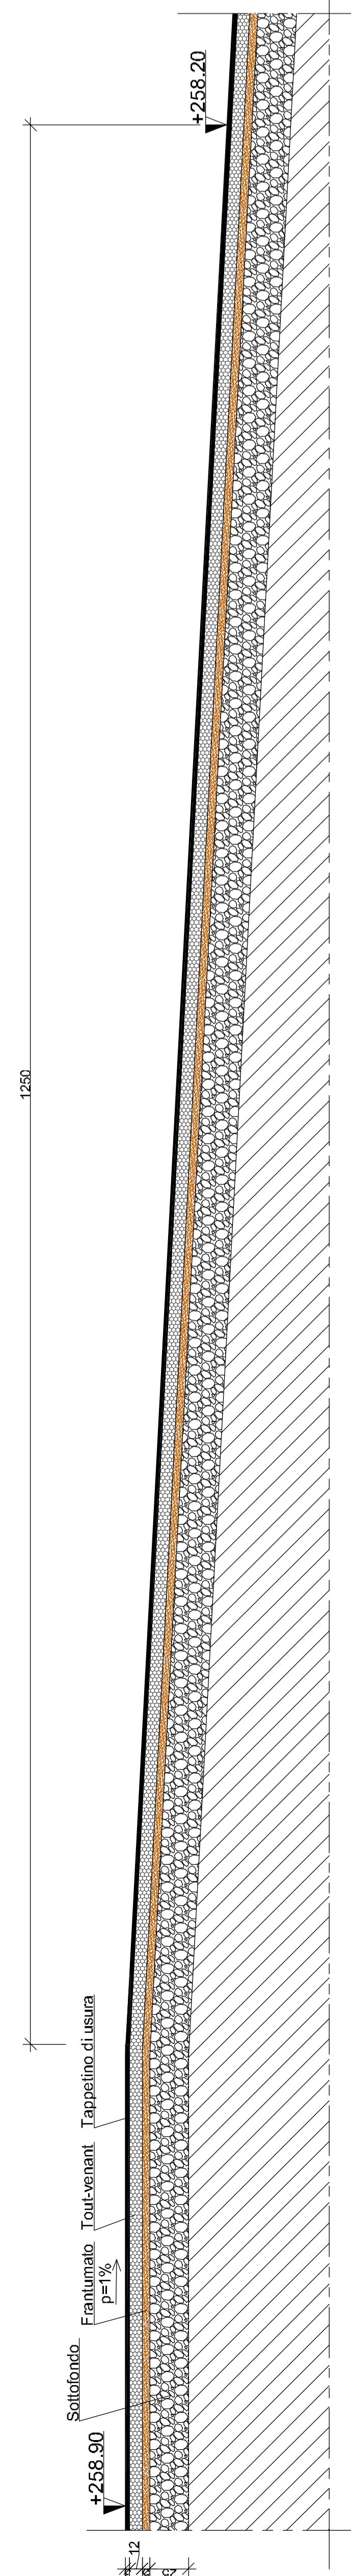 +258.20
1250
Tappetino di usura
Tout-venant
Frantumato
p=1%
Sottofondo
+258.90
12